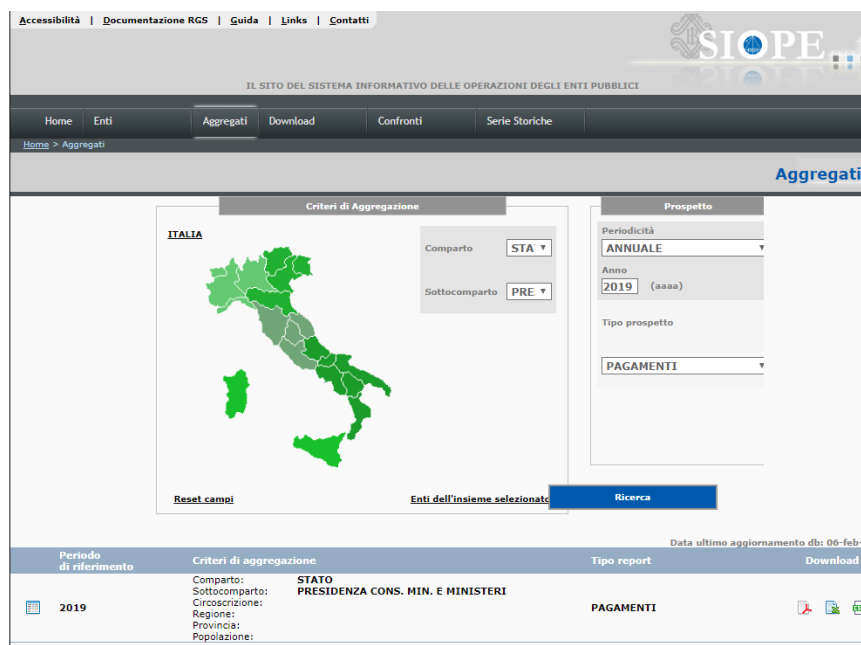 Accessibilità | Documentazione RGS | Guida | Links | Contatti
SIOPE
IL SITO DEL SISTEMA INFORMATIVO DELLE OPERAZIONI DEGLI ENTI PUBBLICI
Home Enti Aggregati Download Confronti Serie Storiche
Home > Aggregati
Aggregati
Criteri di Aggregazione
Prospetto
ITALIA
Comparto STA
Sottocomparto PRE
Periodicità
ANNUALE
Anno
2019 (aaaa)
Tipo prospetto
PAGAMENTI
Reset campi
Enti dell'insieme selezionato
Ricerca
Data ultimo aggiornamento db: 06-feb-
Periodo
di riferimento Criteri di aggregazione Tipo report Download
2019
Comparto: STATO
Sottocomparto: PRESIDENZA CONS. MIN. E MINISTERI
Circoscrizione:
Regione:
Provincia:
Popolazione:
PAGAMENTI